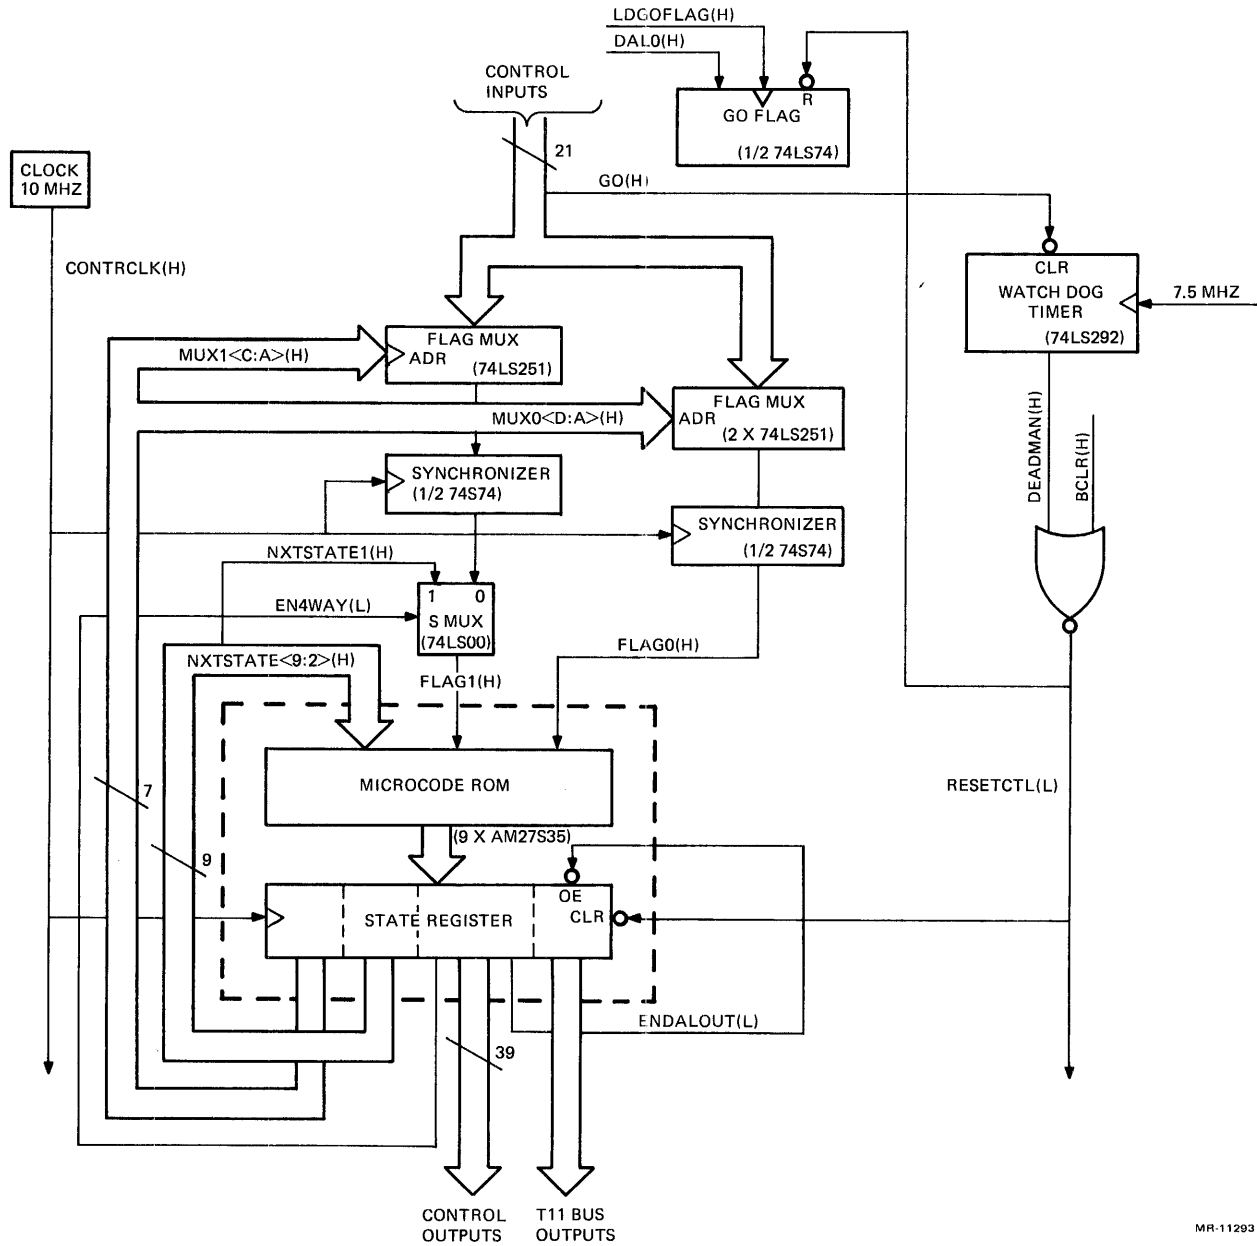 LDGOFLAG(H)
DAL0(H)
CONTROL
INPUTS
R
GO FLAG
(1/2 74LS74)
21
CLOCK
10 MHZ
GO(H)
CONTRCLK(H)
CLR
WATCH DOG
TIMER
(74LS292)
7.5 MHZ
FLAG MUX
ADR
(74LS251)
MUX1<C:A>(H)
FLAG MUX
ADR
(2 X 74LS251)
MUX0<D:A>(H)
DEADMAN(H)
BCLR(H)
SYNCHRONIZER
(1/2 74S74)
SYNCHRONIZER
(1/2 74S74)
NXTSTATE1(H)
1 0
S MUX
(74LS00)
EN4WAY(L)
FLAG0(H)
NXTSTATE<9:2>(H)
FLAG1(H)
MICROCODE ROM
RESETCTL(L)
7
(9 X AM27S35)
9
OE
CLR
STATE REGISTER
ENDALOUT(L)
39
CONTROL
OUTPUTS
T11 BUS
OUTPUTS
MR-11293